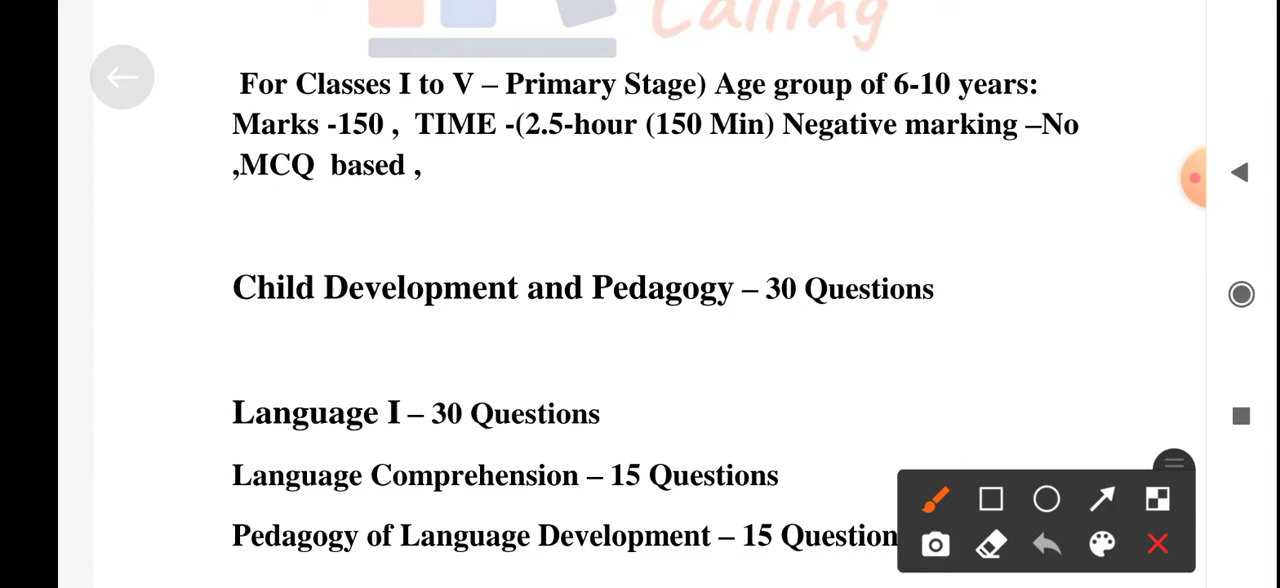 Calling
For Classes I to V – Primary Stage) Age group of 6-10 years:
Marks -150 , TIME -(2.5-hour (150 Min) Negative marking –No
,MCQ based ,
Child Development and Pedagogy – 30 Questions
Language I – 30 Questions
Language Comprehension – 15 Questions
Pedagogy of Language Development – 15 Question